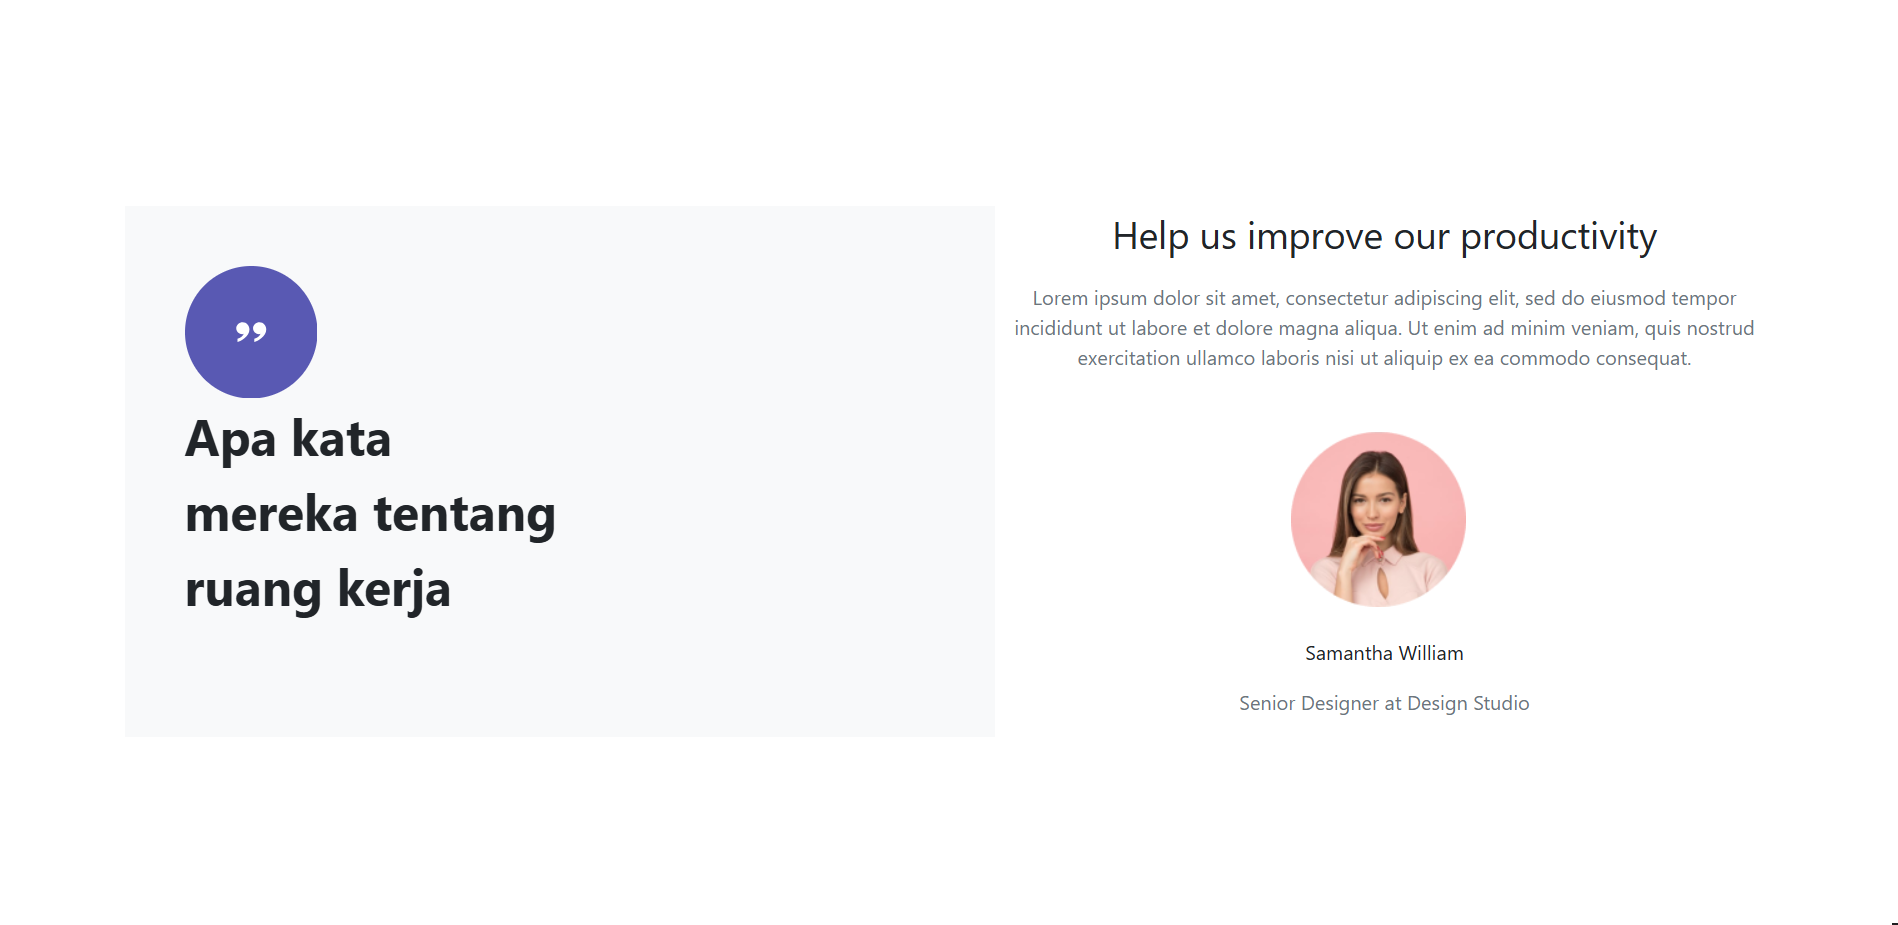 ”
Apa kata
mereka tentang
ruang kerja
Help us improve our productivity
Lorem ipsum dolor sit amet, consectetur adipiscing elit, sed do eiusmod tempor
incididunt ut labore et dolore magna aliqua. Ut enim ad minim veniam, quis nostrud
exercitation ullamco laboris nisi ut aliquip ex ea commodo consequat.
Samantha William
Senior Designer at Design Studio